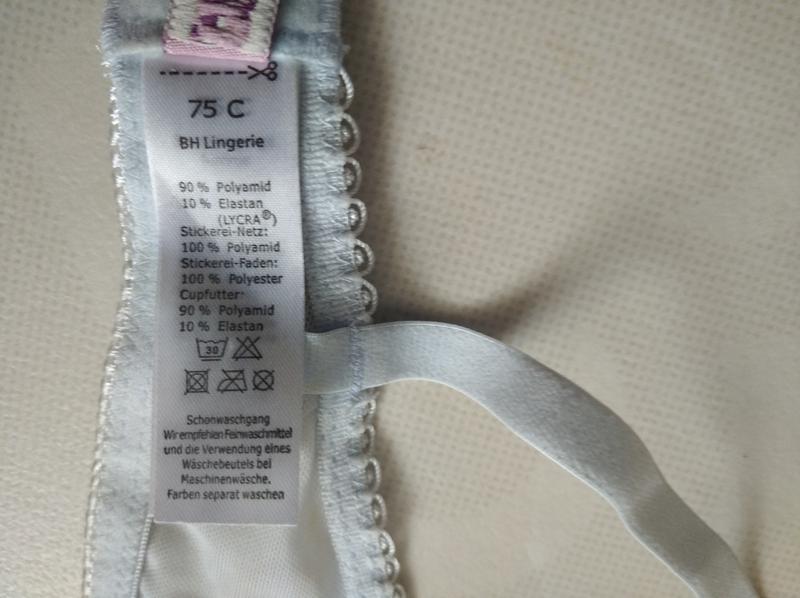 75 C
BH Lingerie
90 % Polyamid
10 % Elastan
(LYCRA®)
Stickerei-Netz:
100 % Polyamid
Stickerei-Faden:
100 % Polyester
Cupfutter:
90 % Polyamid
10 % Elastan
30
Schonwaschgang
Wir empfehlen Feinwaschmittel
und die Verwendung eines
Wäschebeutels bei
Maschinenwäsche.
Farben separat waschen